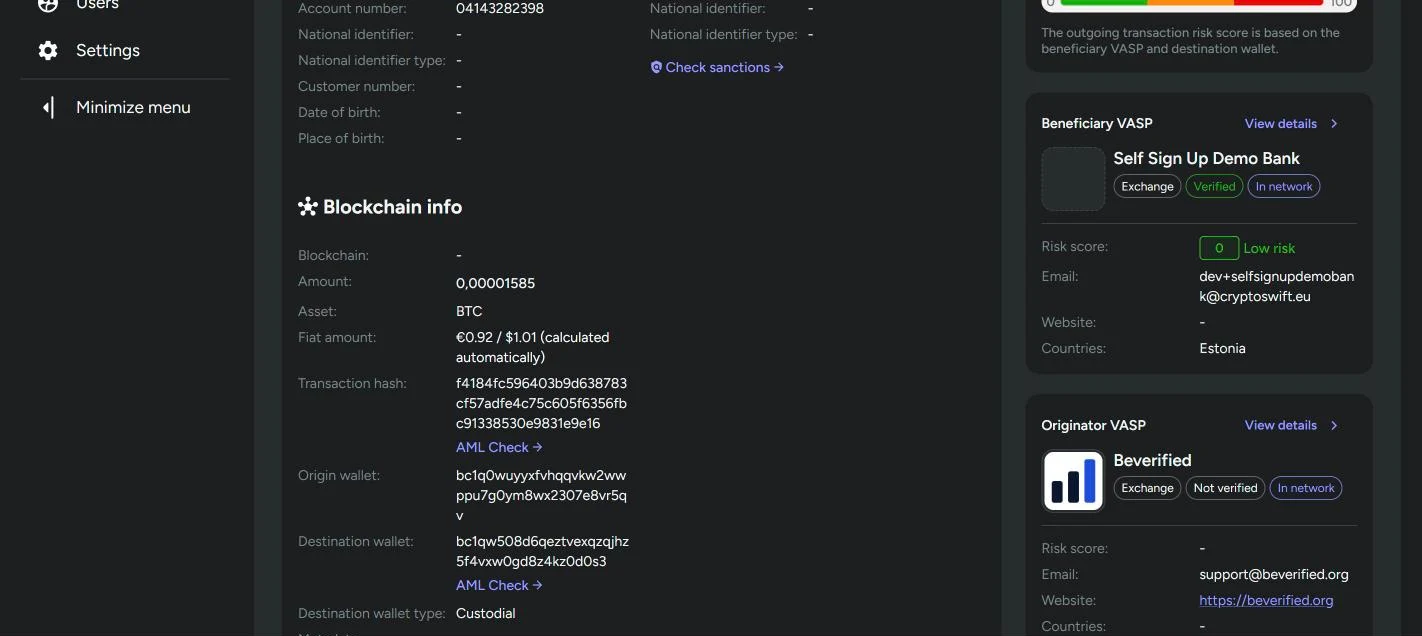 Users
Settings
Minimize menu
Account number: 04143282398
National identifier: -
National identifier type: -
Customer number: -
Date of birth: -
Place of birth: -
National identifier: -
National identifier type: -
Check sanctions →
Blockchain info
Blockchain: -
Amount: 0,00001585
Asset: BTC
Fiat amount: €0.92 / $1.01 (calculated
automatically)
Transaction hash: f4184fc596403b9d638783
cf57adfe4c75c605f6356fb
c91338530e9831e9e16
AML Check →
Origin wallet: bc1q0wuyyxfvhqqvkw2ww
ppu7g0ym8wx2307e8vr5q
v
Destination wallet: bc1qw508d6qeztvexqzqjhz
5f4vxw0gd8z4kz0d0s3
AML Check →
Destination wallet type: Custodial
0 100
The outgoing transaction risk score is based on the
beneficiary VASP and destination wallet.
Beneficiary VASP View details
Self Sign Up Demo Bank
Exchange Verified In network
Risk score: 0 Low risk
Email: dev+selfsignupdemoban
k@cryptoswift.eu
Website: -
Countries: Estonia
Originator VASP View details
Beverified
Exchange Not verified In network
Risk score: -
Email: support@beverified.org
Website: https://beverified.org
Countries: -